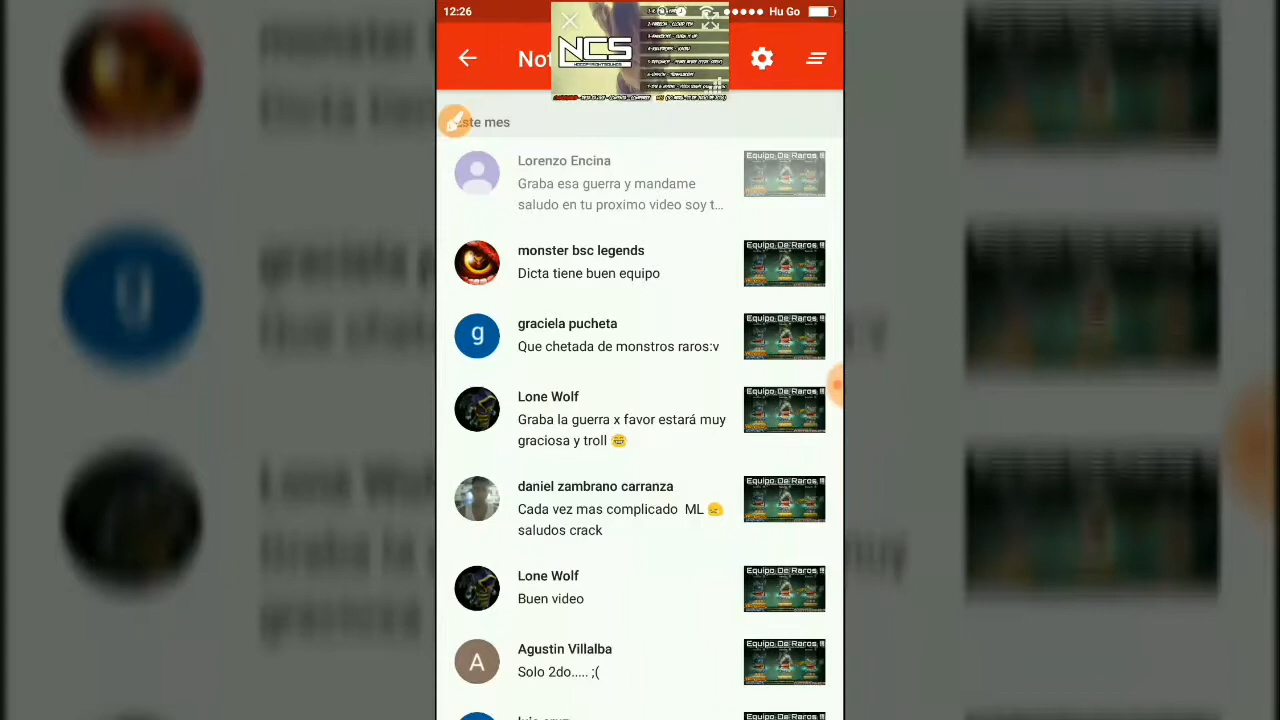 12:26
Hu Go
Not
NCS
Este mes
Lorenzo Encina
Graba esa guerra y mandame
saludo en tu proximo video soy t…
Equipo De Raros !!!
monster bsc legends
Dicta tiene buen equipo
Equipo De Raros !!!
graciela pucheta
Que chetada de monstros raros:v
Equipo De Raros !!!
Lone Wolf
Graba la guerra x favor estará muy
graciosa y troll 😁
Equipo De Raros !!!
daniel zambrano carranza
Cada vez mas complicado ML 😠
saludos crack
Equipo De Raros !!!
Lone Wolf
Buen video
Equipo De Raros !!!
Agustin Villalba
Solo 2do..... ;(
Equipo De Raros !!!